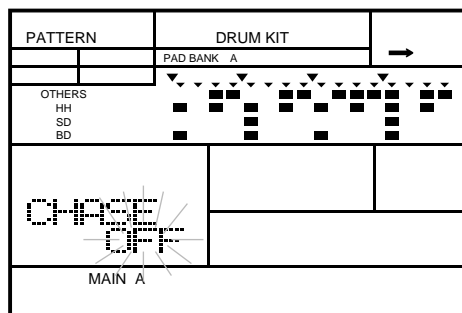 PATTERN DRUM KIT
PAD BANK A
OTHERS
HH
SD
BD
CHASE
OFF
MAIN A